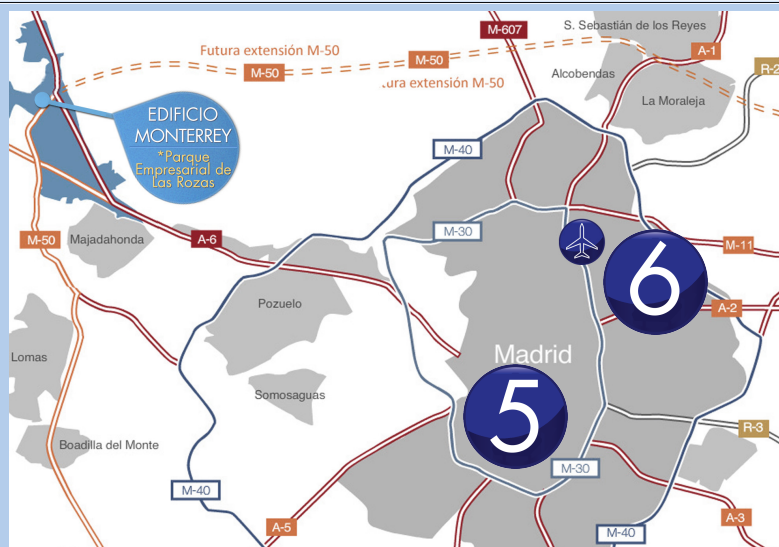 S. Sebastián de los Reyes
M-607
Futura extensión M-50
M-50
M-50
A-1
R-2
ura extensión M-50
Alcobendas
La Moraleja
EDIFICIO
MONTERREY
*Parque
Empresarial de
Las Rozas
M-40
M-30
M-50
Majadahonda
A-6
M-11
6
Pozuelo
A-2
Lomas
Madrid
Somosaguas
5
R-3
Boadilla del Monte
M-30
M-40
A-5
A-3
M-40